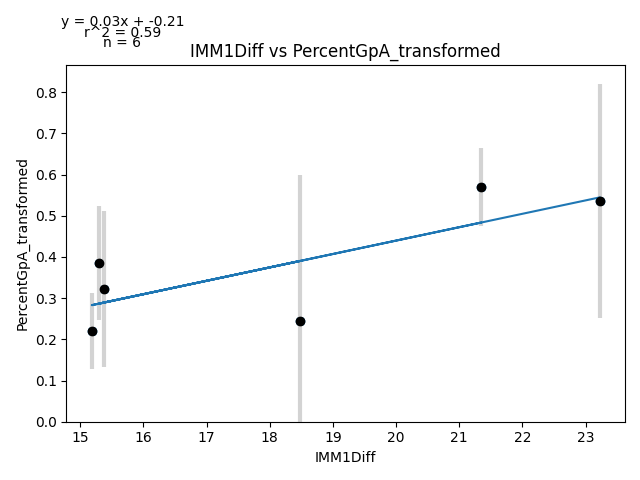 y = 0.03x + -0.21
r^2 = 0.59
n = 6
IMM1Diff vs PercentGpA_transformed
PercentGpA_transformed
0.8
0.7
0.6
0.5
0.4
0.3
0.2
0.1
0.0
15 16 17 18 19 20 21 22 23
IMM1Diff